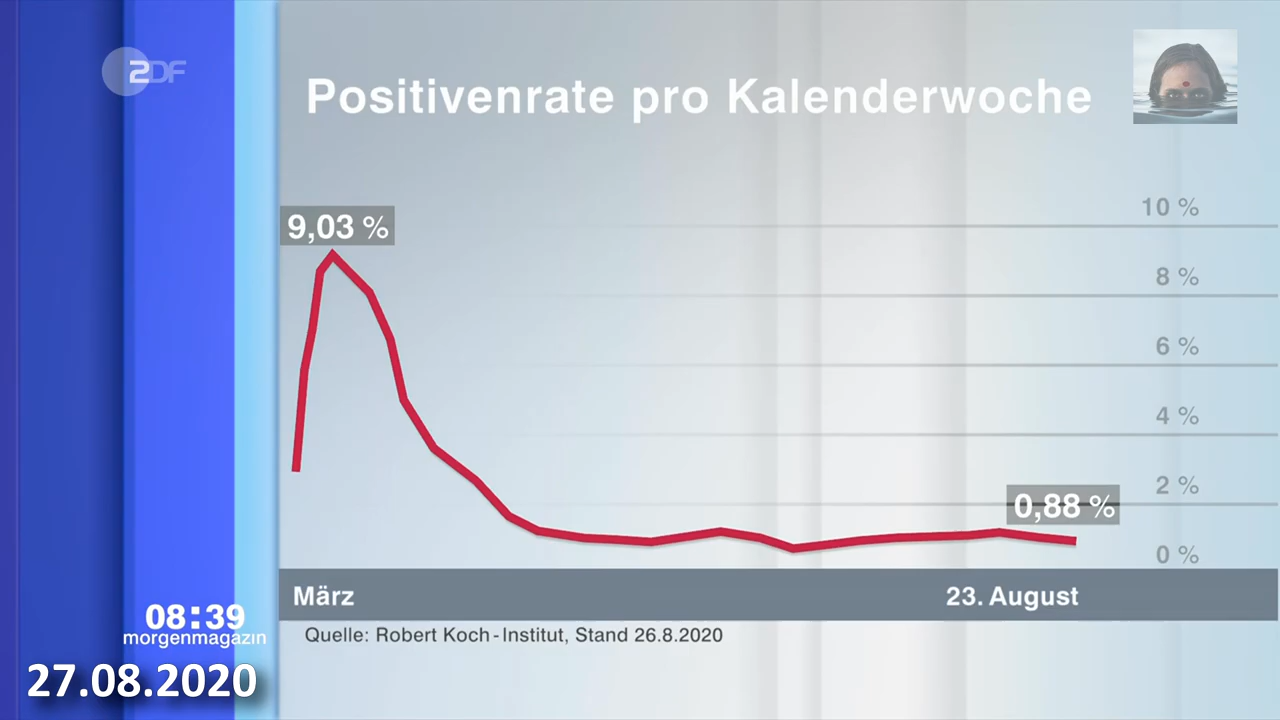 ZDF
Positivenrate pro Kalenderwoche
9,03 %
10 %
8 %
6 %
4 %
2 %
0,88 %
0 %
März
23. August
Quelle: Robert Koch-Institut, Stand 26.8.2020
08:39
morgenmagazin
27.08.2020